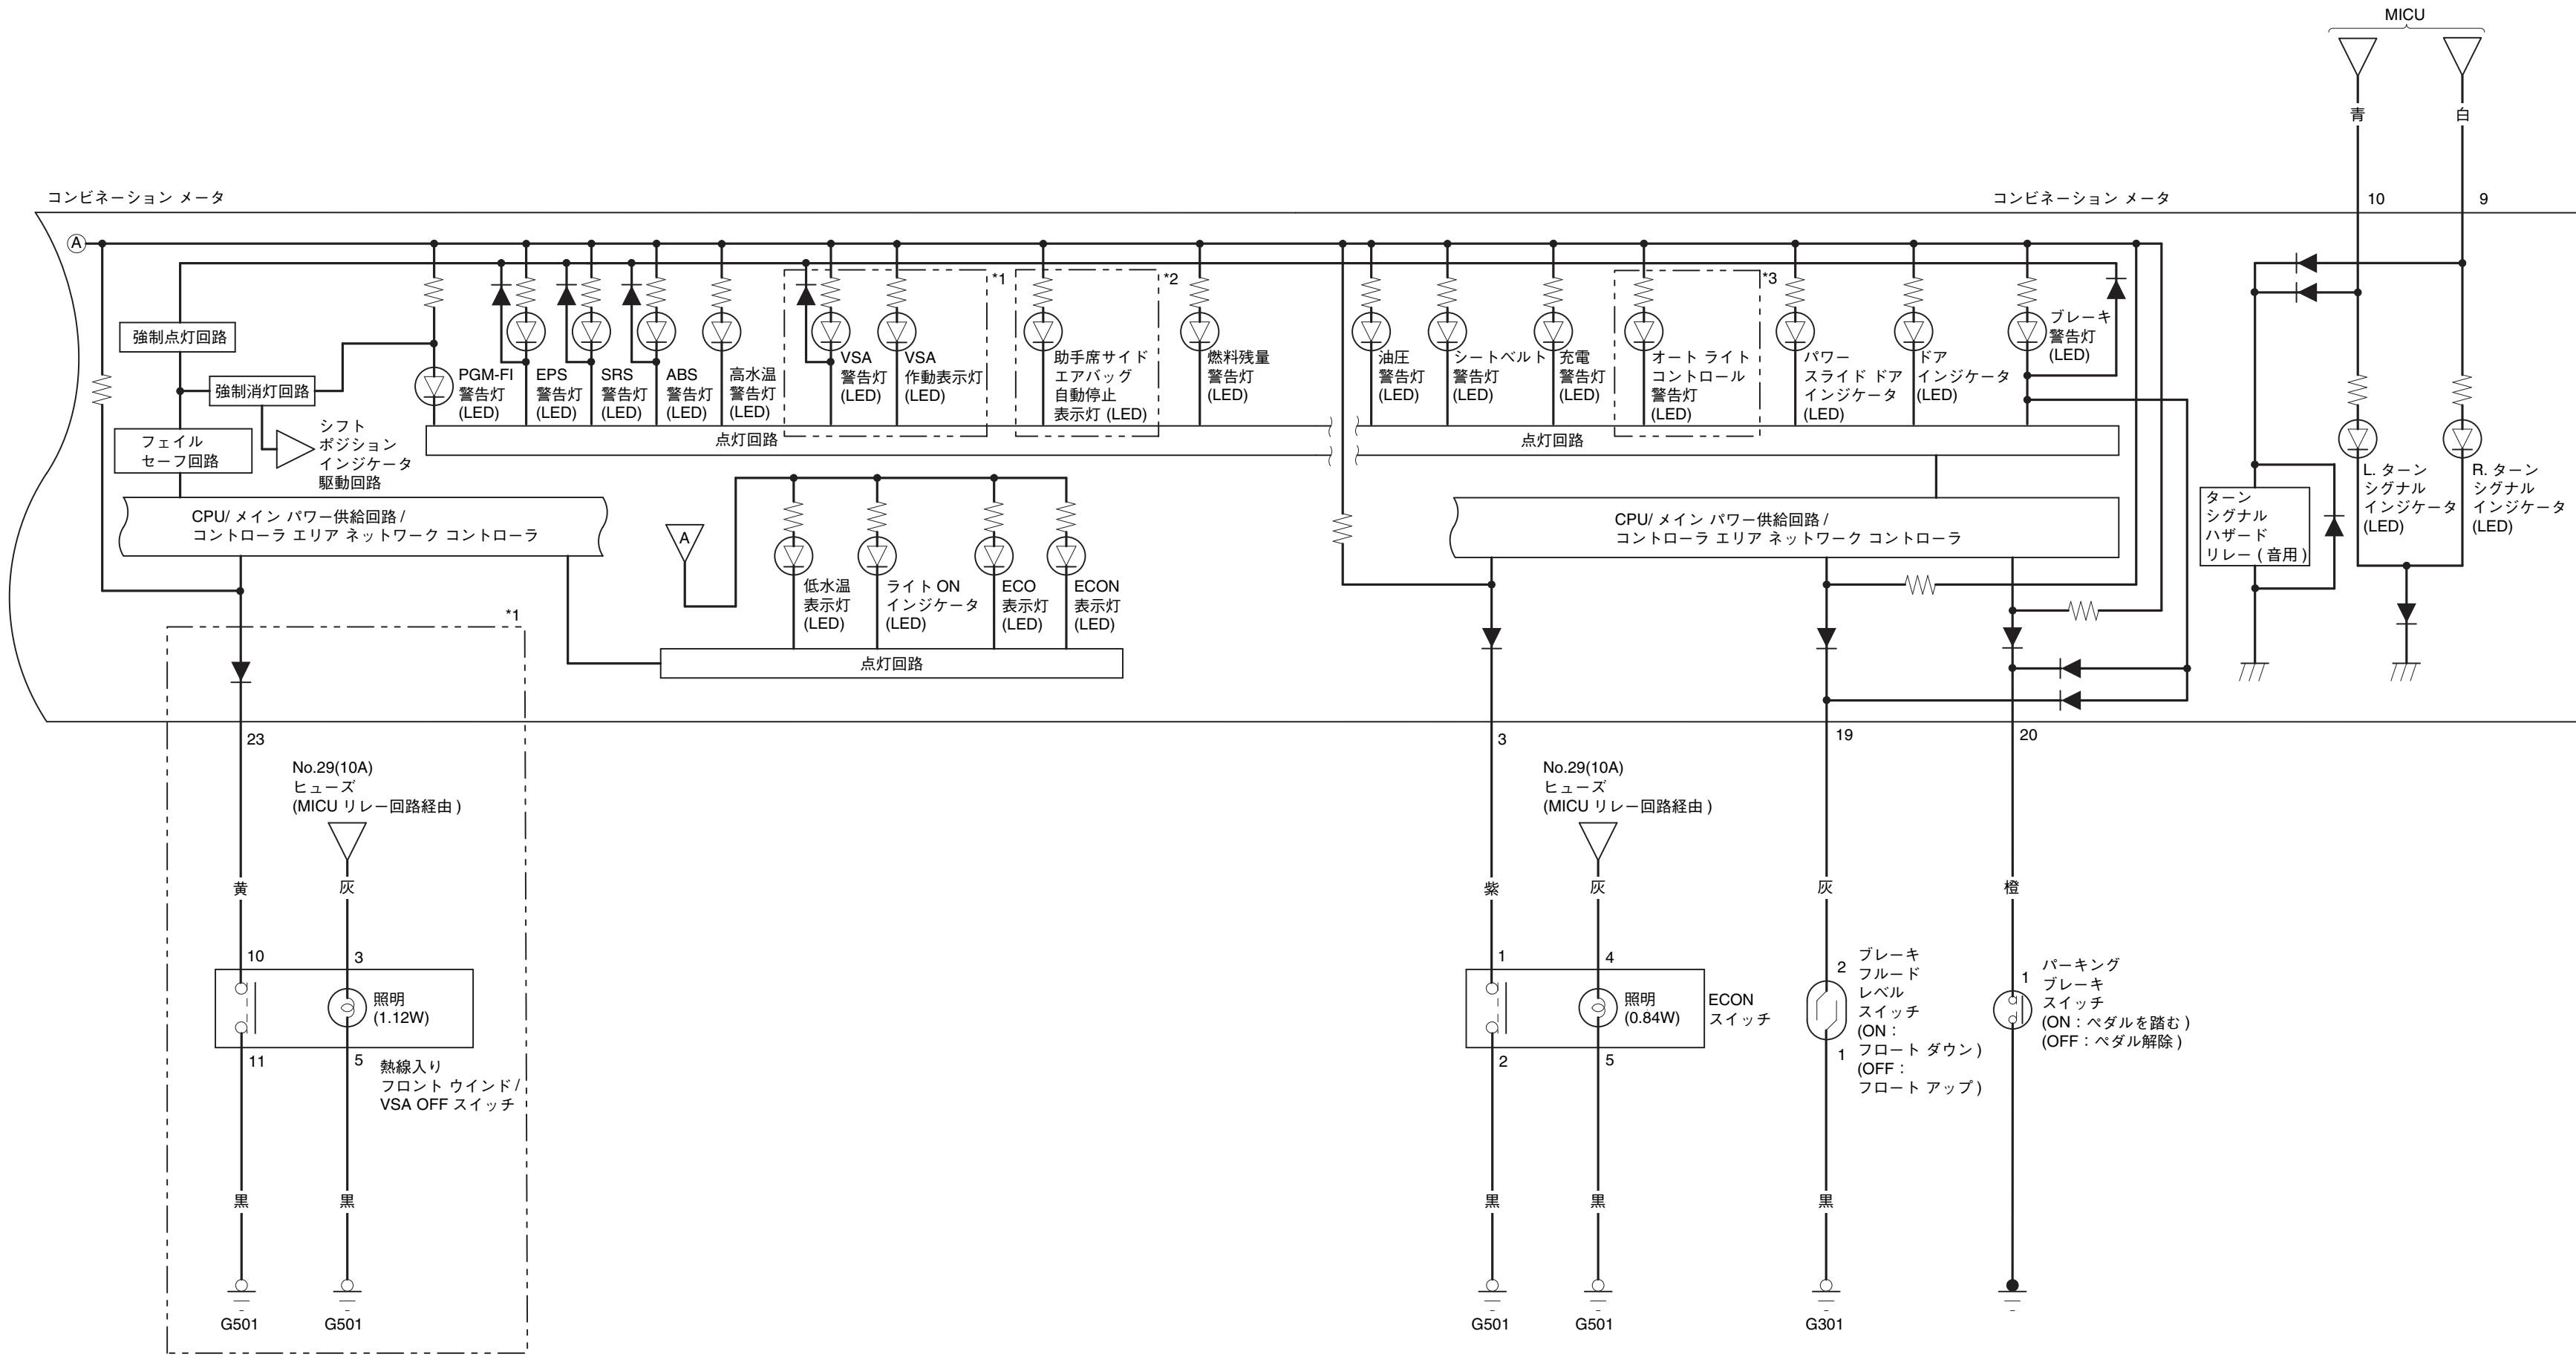 MICU
青
白
コンビネーション メータ
コンビネーション メータ
10
9
A
*1
*2
*3
強制点灯回路
強制消灯回路
フェイル
セーフ回路
シフト
ポジション
インジケータ
駆動回路
PGM-FI
警告灯
(LED)
EPS
警告灯
(LED)
SRS
警告灯
(LED)
ABS
警告灯
(LED)
高水温
警告灯
(LED)
VSA
警告灯
(LED)
VSA
作動表示灯
(LED)
助手席サイド
エアバッグ
自動停止
表示灯 (LED)
燃料残量
警告灯
(LED)
油圧
警告灯
(LED)
シートベルト
警告灯
(LED)
充電
警告灯
(LED)
オート ライト
コントロール
警告灯
(LED)
パワー
スライド ドア
インジケータ
(LED)
ドア
インジケータ
(LED)
ブレーキ
警告灯
(LED)
点灯回路
点灯回路
CPU/ メイン パワー供給回路 /
コントローラ エリア ネットワーク コントローラ
A
低水温
表示灯
(LED)
ライト ON
インジケータ
(LED)
ECO
表示灯
(LED)
ECON
表示灯
(LED)
点灯回路
CPU/ メイン パワー供給回路 /
コントローラ エリア ネットワーク コントローラ
ターン
シグナル
ハザード
リレー ( 音用 )
L. ターン
シグナル
インジケータ
(LED)
R. ターン
シグナル
インジケータ
(LED)
*1
23
No.29(10A)
ヒューズ
(MICU リレー回路経由 )
黄
灰
10
3
照明
(1.12W)
11
5
熱線入り
フロント ウインド /
VSA OFF スイッチ
黒
黒
G501
G501
3
No.29(10A)
ヒューズ
(MICU リレー回路経由 )
紫
灰
1
4
照明
(0.84W)
ECON
スイッチ
2
5
黒
黒
G501
G501
19
灰
2
ブレーキ
フルード
レベル
スイッチ
(ON :
フロート ダウン )
(OFF :
フロート アップ )
1
黒
G301
20
橙
1
パーキング
ブレーキ
スイッチ
(ON : ペダルを踏む )
(OFF : ペダル解除 )